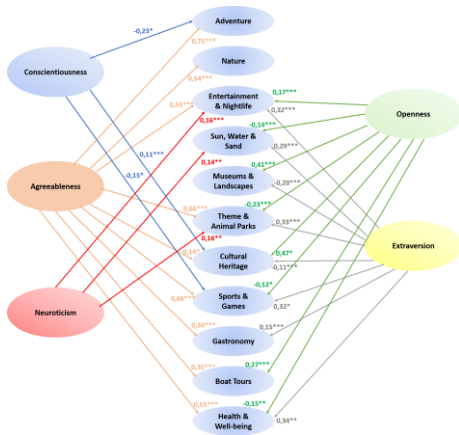 Adventure
-0,23*
0,75***
Conscientiousness
Nature
0,54***
Entertainment
& Nightlife
0,55***
0,16***
0,17***
0,32***
Openness
Sun, Water &
Sand
-0,14***
0,29***
0,11***
0,14**
-0,15*
Museums &
Landscapes
0,41***
-0,20***
Agreeableness
Theme &
Animal Parks
0,66***
-0,23***
0,33***
0,16**
Extraversion
Cultural
Heritage
0,14*
0,47*
-0,11***
Neuroticism
Sports &
Games
0,66***
-0,12*
0,32*
Gastronomy
0,39***
0,15***
Boat Tours
0,35***
0,27***
Health &
Well-being
0,55***
-0,15**
0,34**